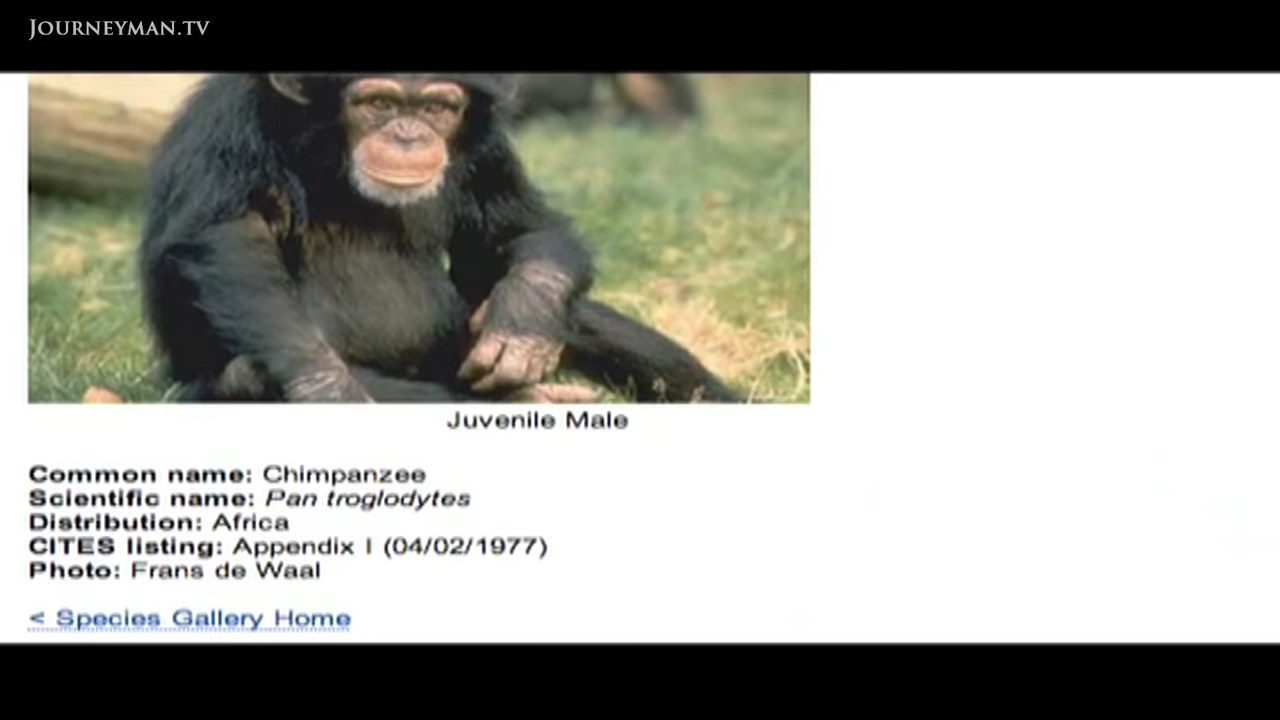 JOURNEYMAN.TV
Juvenile Male
Common name: Chimpanzee
Scientific name: Pan troglodytes
Distribution: Africa
CITES listing: Appendix I (04/02/1977)
Photo: Frans de Waal
< Species Gallery Home